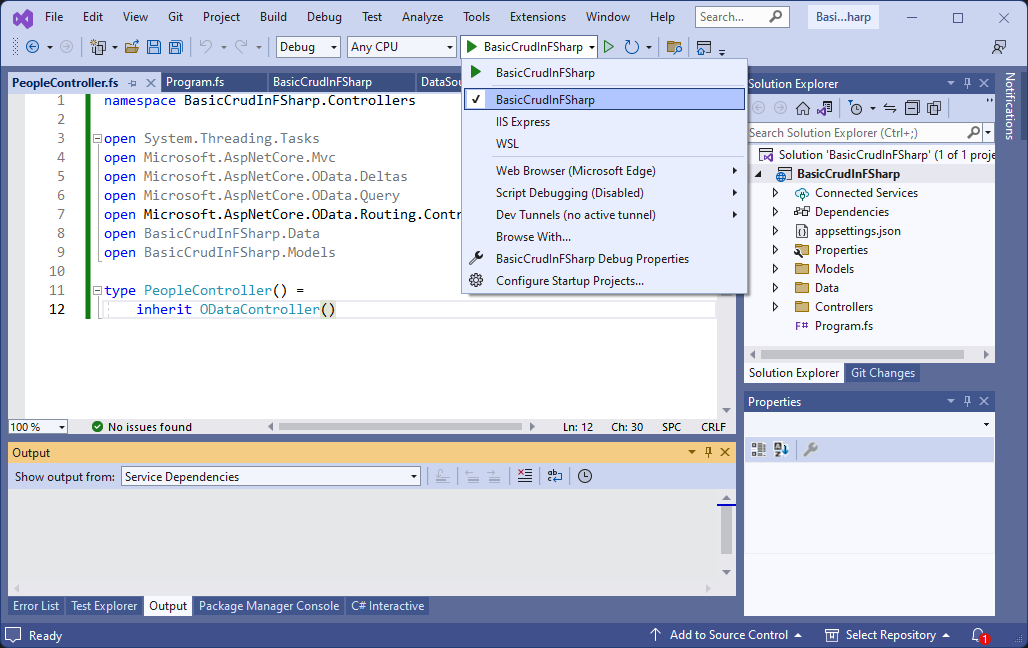 File Edit View Git Project Build Debug Test Analyze Tools Extensions Window Help Search... Basi...harp
Debug Any CPU BasicCrudInFSharp
PeopleController.fs Program.fs BasicCrudInFSharp DataSou
1 namespace BasicCrudInFSharp.Controllers
2
3 open System.Threading.Tasks
4 open Microsoft.AspNetCore.Mvc
5 open Microsoft.AspNetCore.OData.Deltas
6 open Microsoft.AspNetCore.OData.Query
7 open Microsoft.AspNetCore.OData.Routing.Contr
8 open BasicCrudInFSharp.Data
9 open BasicCrudInFSharp.Models
10
11 type PeopleController() =
12 inherit ODataController()
100 % No issues found Ln: 12 Ch: 30 SPC CRLF
BasicCrudInFSharp
BasicCrudInFSharp
IIS Express
WSL
Web Browser (Microsoft Edge)
Script Debugging (Disabled)
Dev Tunnels (no active tunnel)
Browse With...
BasicCrudInFSharp Debug Properties
Configure Startup Projects...
Solution Explorer
Search Solution Explorer (Ctrl+;)
Solution 'BasicCrudInFSharp' (1 of 1 proje
BasicCrudInFSharp
Connected Services
Dependencies
appsettings.json
Properties
Models
Data
Controllers
F# Program.fs
Solution Explorer Git Changes
Notifications
Properties
Output
Show output from: Service Dependencies
Error List Test Explorer Output Package Manager Console C# Interactive
Ready Add to Source Control Select Repository 1